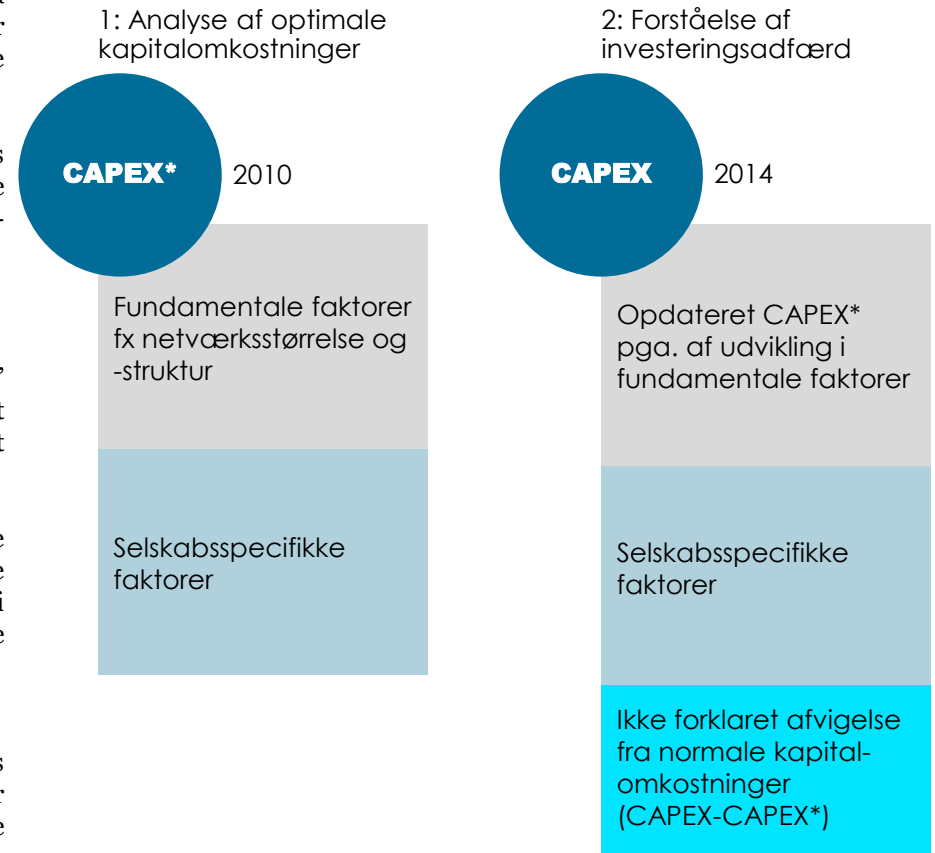 1: Analyse af optimale
kapitalomkostninger
CAPEX*
2010
Fundamentale faktorer
fx netværksstørrelse og
-struktur
Selskabsspecifikke
faktorer
2: Forståelse af
investeringsadfærd
CAPEX
2014
Opdateret CAPEX*
pga. af udvikling i
fundamentale faktorer
Selskabsspecifikke
faktorer
Ikke forklaret afvigelse
fra normale kapital-
omkostninger
(CAPEX-CAPEX*)